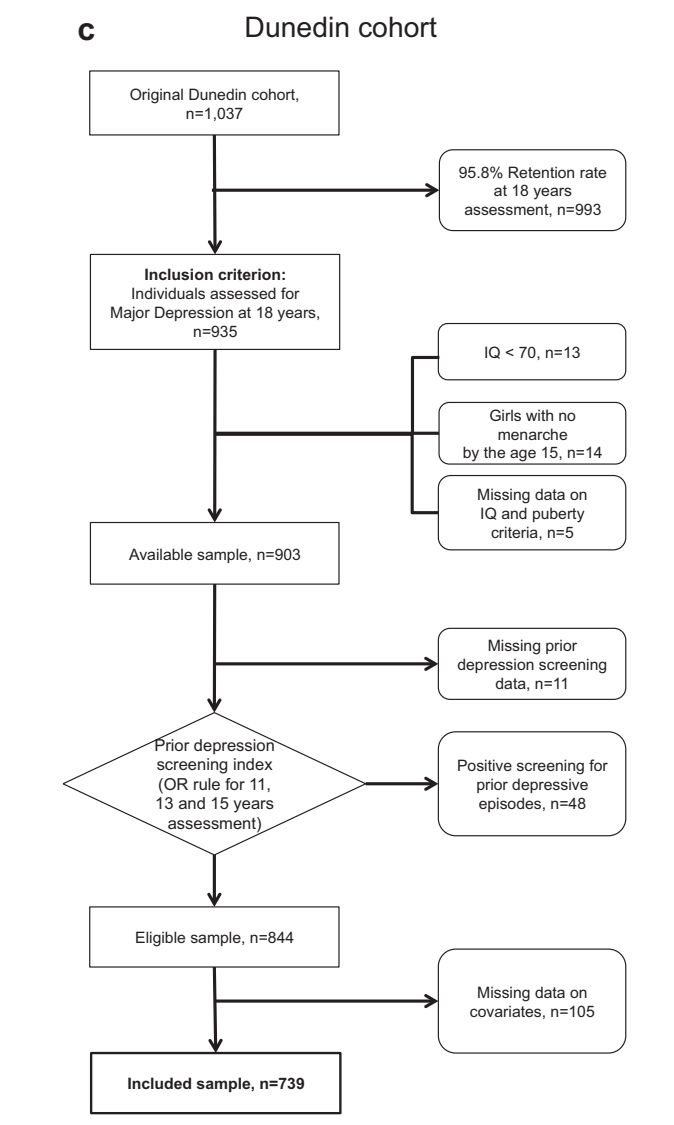 c
Dunedin cohort
Original Dunedin cohort,
n=1,037
95.8% Retention rate
at 18 years
assessment, n=993
Inclusion criterion:
Individuals assessed for
Major Depression at 18 years,
n=935
IQ < 70, n=13
Girls with no
menarche
by the age 15, n=14
Missing data on
IQ and puberty
criteria, n=5
Available sample, n=903
Missing prior
depression screening
data, n=11
Prior depression
screening index
(OR rule for 11,
13 and 15 years
assessment)
Positive screening for
prior depressive
episodes, n=48
Eligible sample, n=844
Missing data on
covariates, n=105
Included sample, n=739